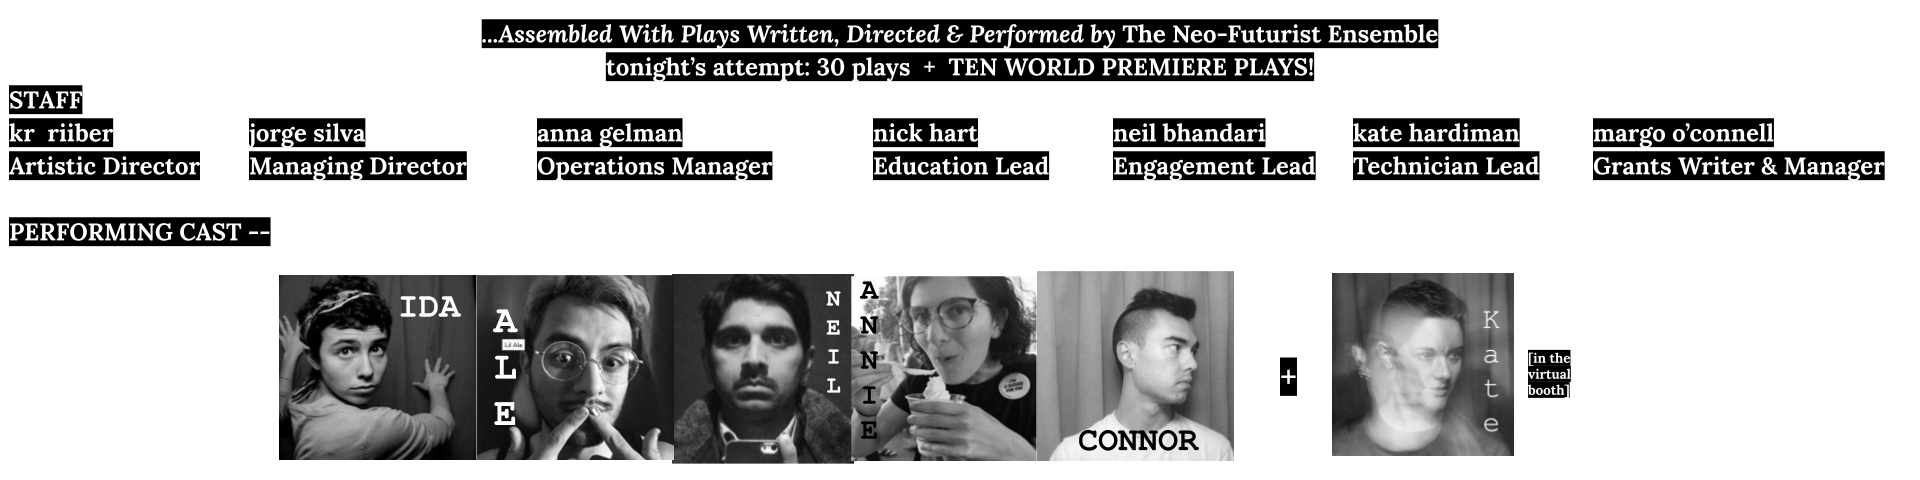 ...Assembled With Plays Written, Directed & Performed by The Neo-Futurist Ensemble
tonight's attempt: 30 plays + TEN WORLD PREMIERE PLAYS!
STAFF
kr riiber jorge silva anna gelman nick hart neil bhandari kate hardiman margo o'connell
Artistic Director Managing Director Operations Manager Education Lead Engagement Lead Technician Lead Grants Writer & Manager
PERFORMING CAST --
IDA
ALE
Lil Ale
NEIL
ANNIE
CONNOR
+
Kate
[in the
virtual
booth]